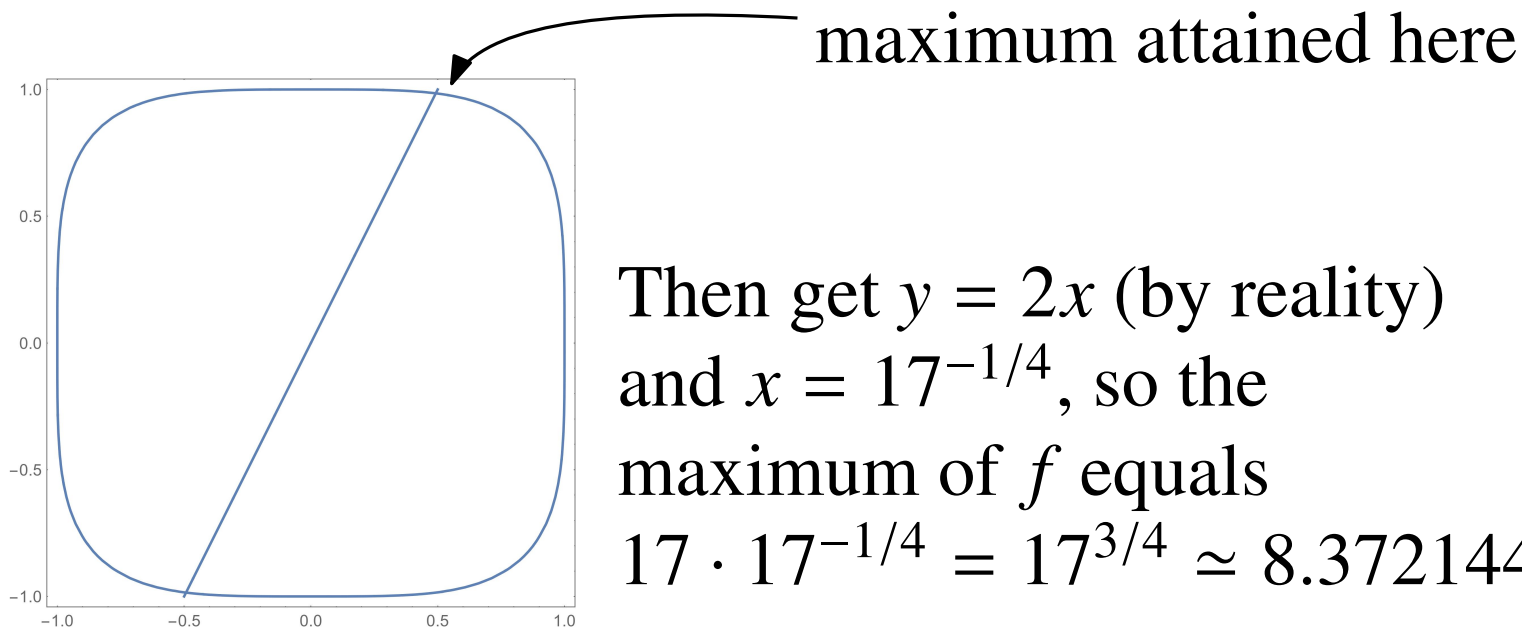 maximum attained here
1.0
0.5
0.0
−0.5
−1.0
−1.0 −0.5 0.0 0.5 1.0
Then get y = 2x (by reality)
and x = 17^{−1/4}, so the
maximum of f equals
17 · 17^{−1/4} = 17^{3/4} ≃ 8.372144